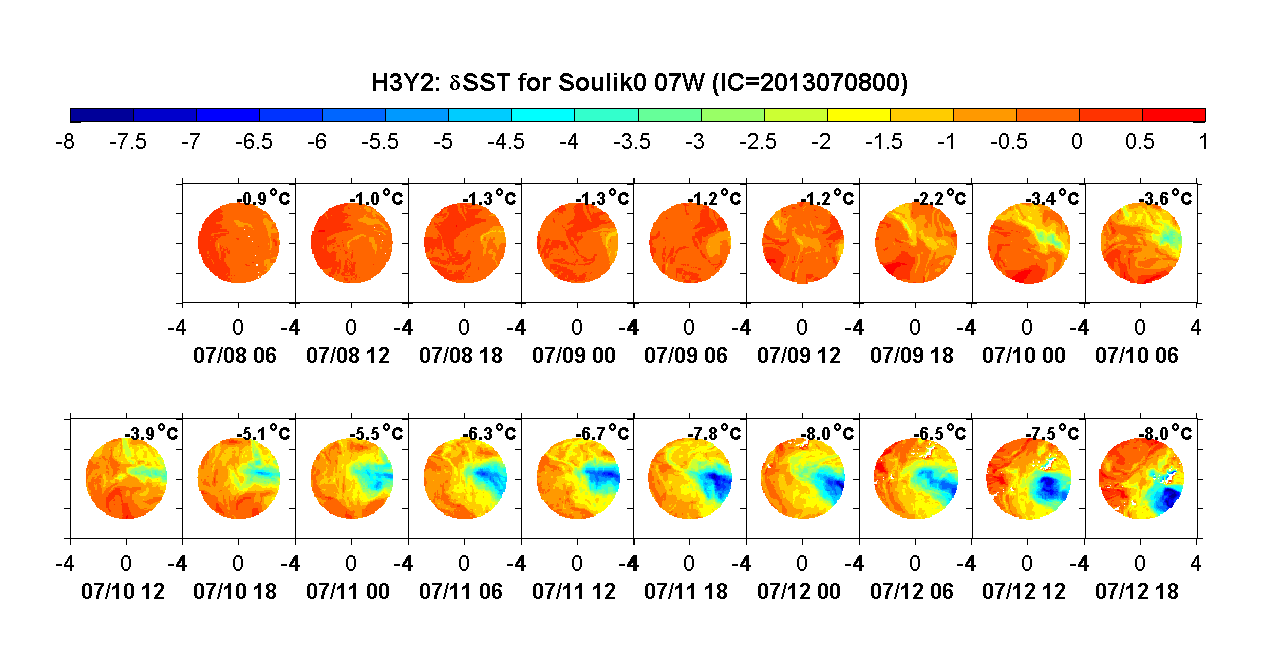 H3Y2: δSST for Soulik0 07W (IC=2013070800)
-8 -7.5 -7 -6.5 -6 -5.5 -5 -4.5 -4 -3.5 -3 -2.5 -2 -1.5 -1 -0.5 0 0.5 1
-0.9°C -1.0°C -1.3°C -1.3°C -1.2°C -1.2°C -2.2°C -3.4°C -3.6°C
-4 0 -4 0 -4 0 -4 0 -4 0 -4 0 -4 0 -4 0 -4 0 4
07/08 06 07/08 12 07/08 18 07/09 00 07/09 06 07/09 12 07/09 18 07/10 00 07/10 06
-3.9°C -5.1°C -5.5°C -6.3°C -6.7°C -7.8°C -8.0°C -6.5°C -7.5°C -8.0°C
-4 0 -4 0 -4 0 -4 0 -4 0 -4 0 -4 0 -4 0 -4 0 -4 0 4
07/10 12 07/10 18 07/11 00 07/11 06 07/11 12 07/11 18 07/12 00 07/12 06 07/12 12 07/12 18